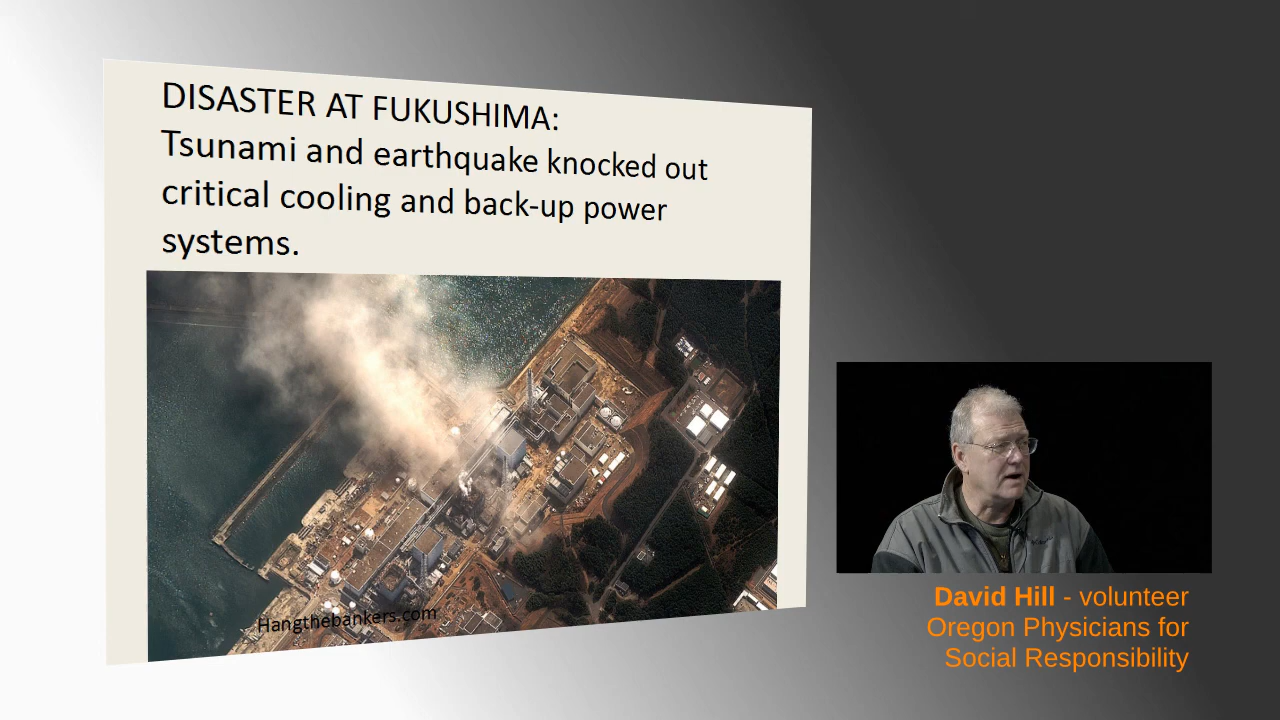 DISASTER AT FUKUSHIMA:
Tsunami and earthquake knocked out
critical cooling and back-up power
systems.
Hangthebankers.com
David Hill - volunteer
Oregon Physicians for
Social Responsibility